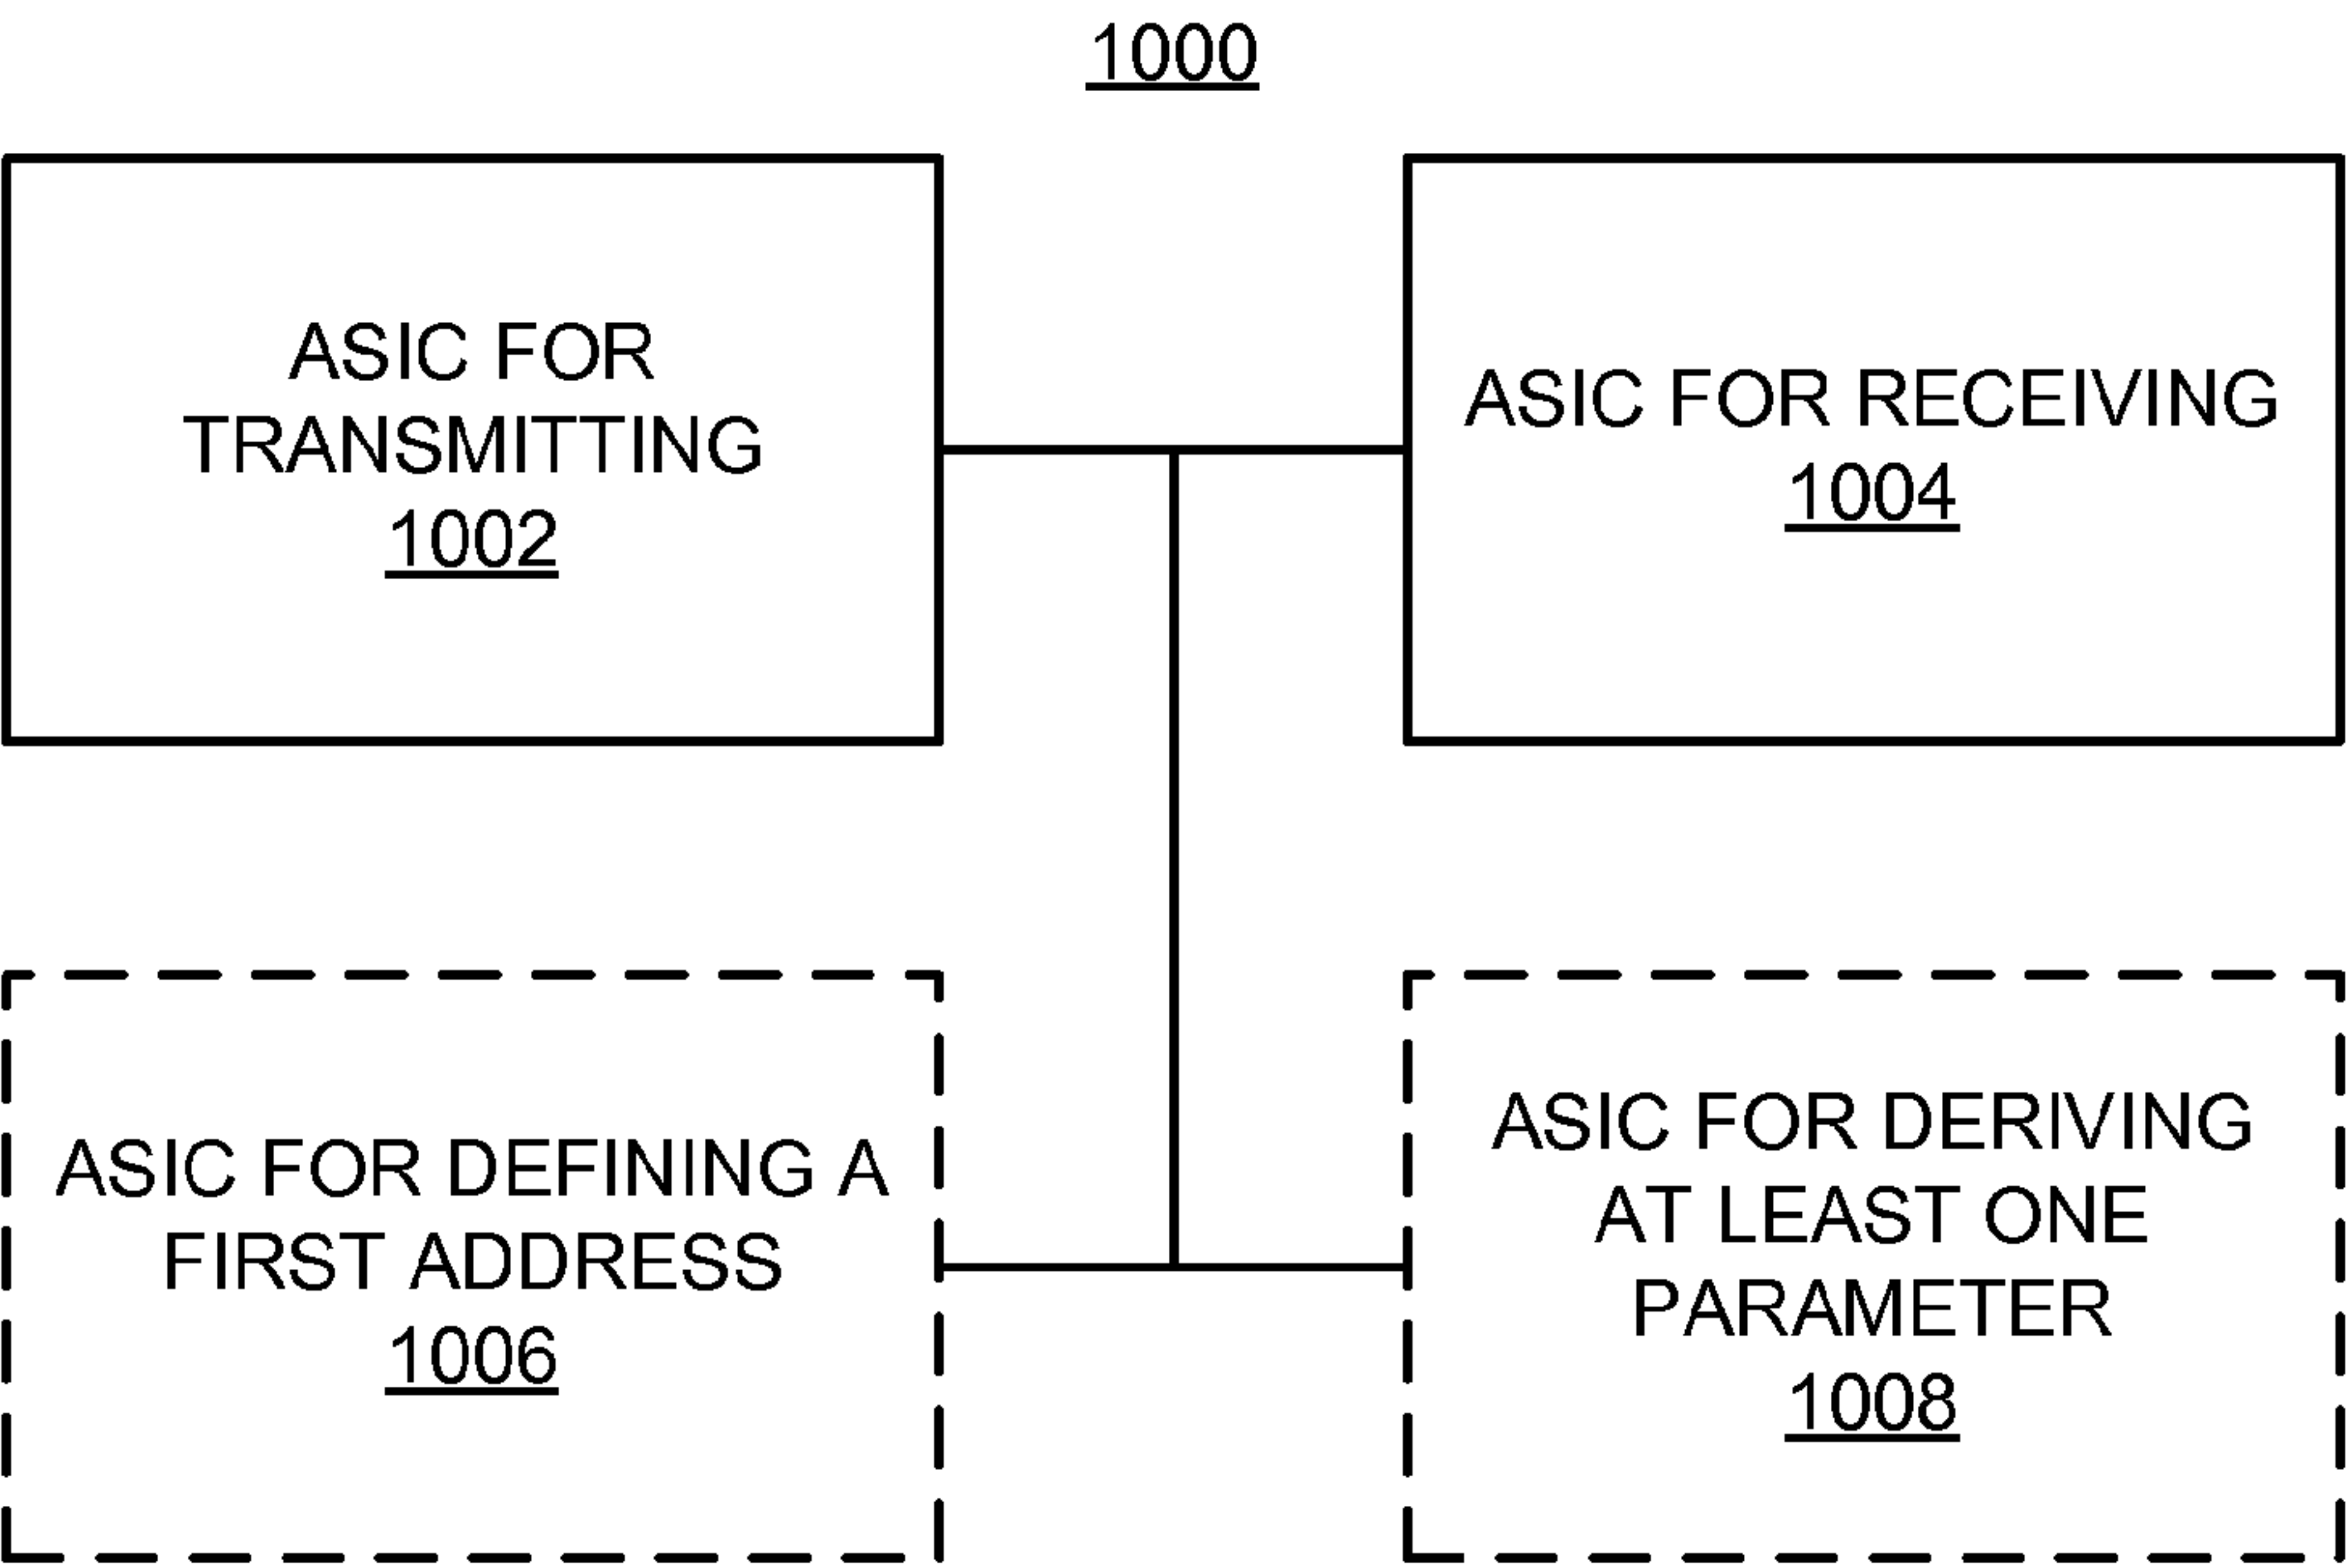 1000
ASIC FOR
TRANSMITTING
1002
ASIC FOR RECEIVING
1004
ASIC FOR DEFINING A
FIRST ADDRESS
1006
ASIC FOR DERIVING
AT LEAST ONE
PARAMETER
1008